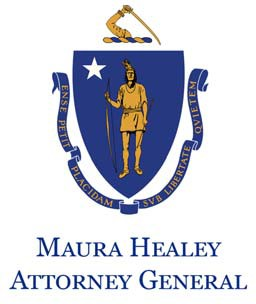 ENSE PETIT PLACIDAM SVB LIBERTATE QVIETEM
MAURA HEALEY
ATTORNEY GENERAL